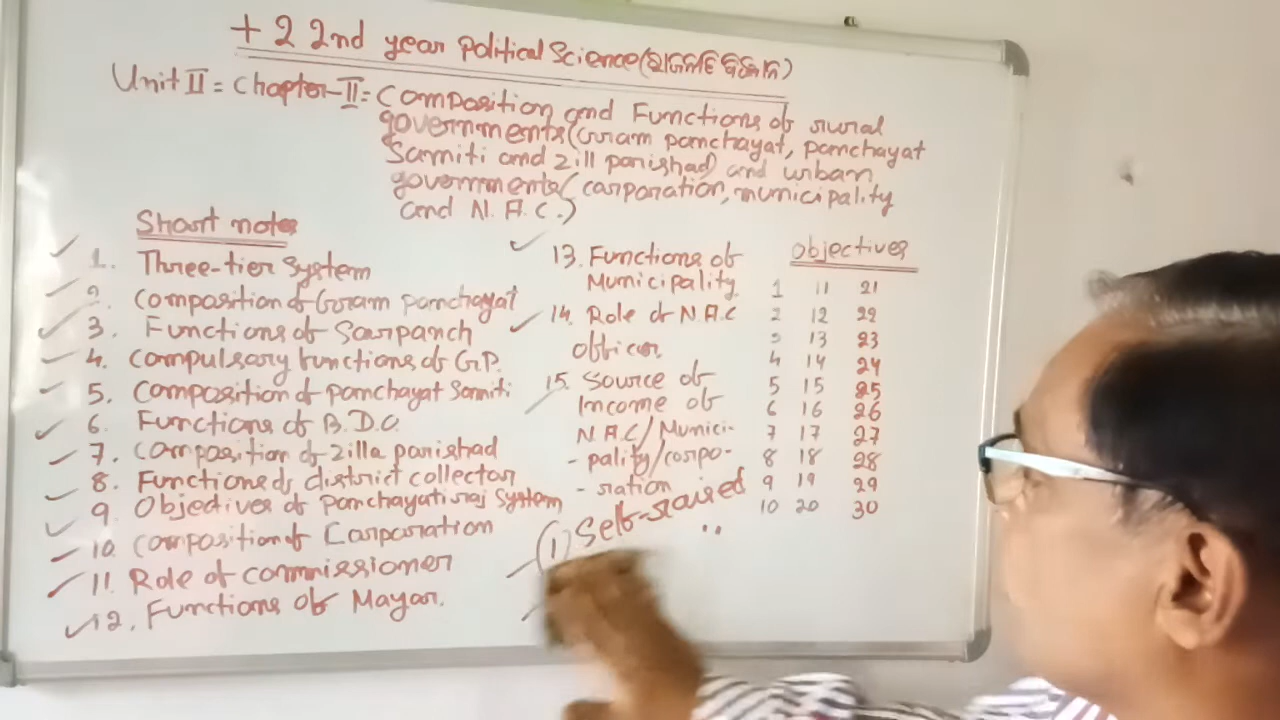 + 2 2nd year Political Science (ରାଜନୀତି ବିଜ୍ଞାନ)
Unit II = Chapter-II = Composition and Functions of rural
governments (Gram panchayat, panchayat
Samiti and zill parishad) and urban
governments (corporation, municipality
and N.A.C.)
Short notes
1. Three-tier System
2. Composition of Gram panchayat
3. Functions of Sarpanch
4. Compulsary functions of G.P.
5. Composition of panchayat Samiti
6. Functions of B.D.O.
7. Composition of zilla parishad
8. Functions of district collector
9. Objectives of panchayatiraj System
10. Composition of Corporation
11. Role of commissioner
12. Functions of Mayar.
13. Functions of
Municipality
14. Role of N.A.C
officer
15. Source of
Income of
N.A.C/Munici-
- pality/corpo-
- ration
(1) Self-raised
Objectives
1 11 21
2 12 22
3 13 23
4 14 24
5 15 25
6 16 26
7 17 27
8 18 28
9 19 29
10 20 30